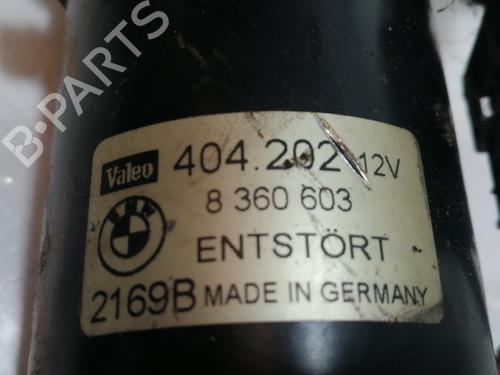 B-PARTS
Valeo 404.202 12V
BMW
8 360 603
ENTSTÖRT
2169B MADE IN GERMANY